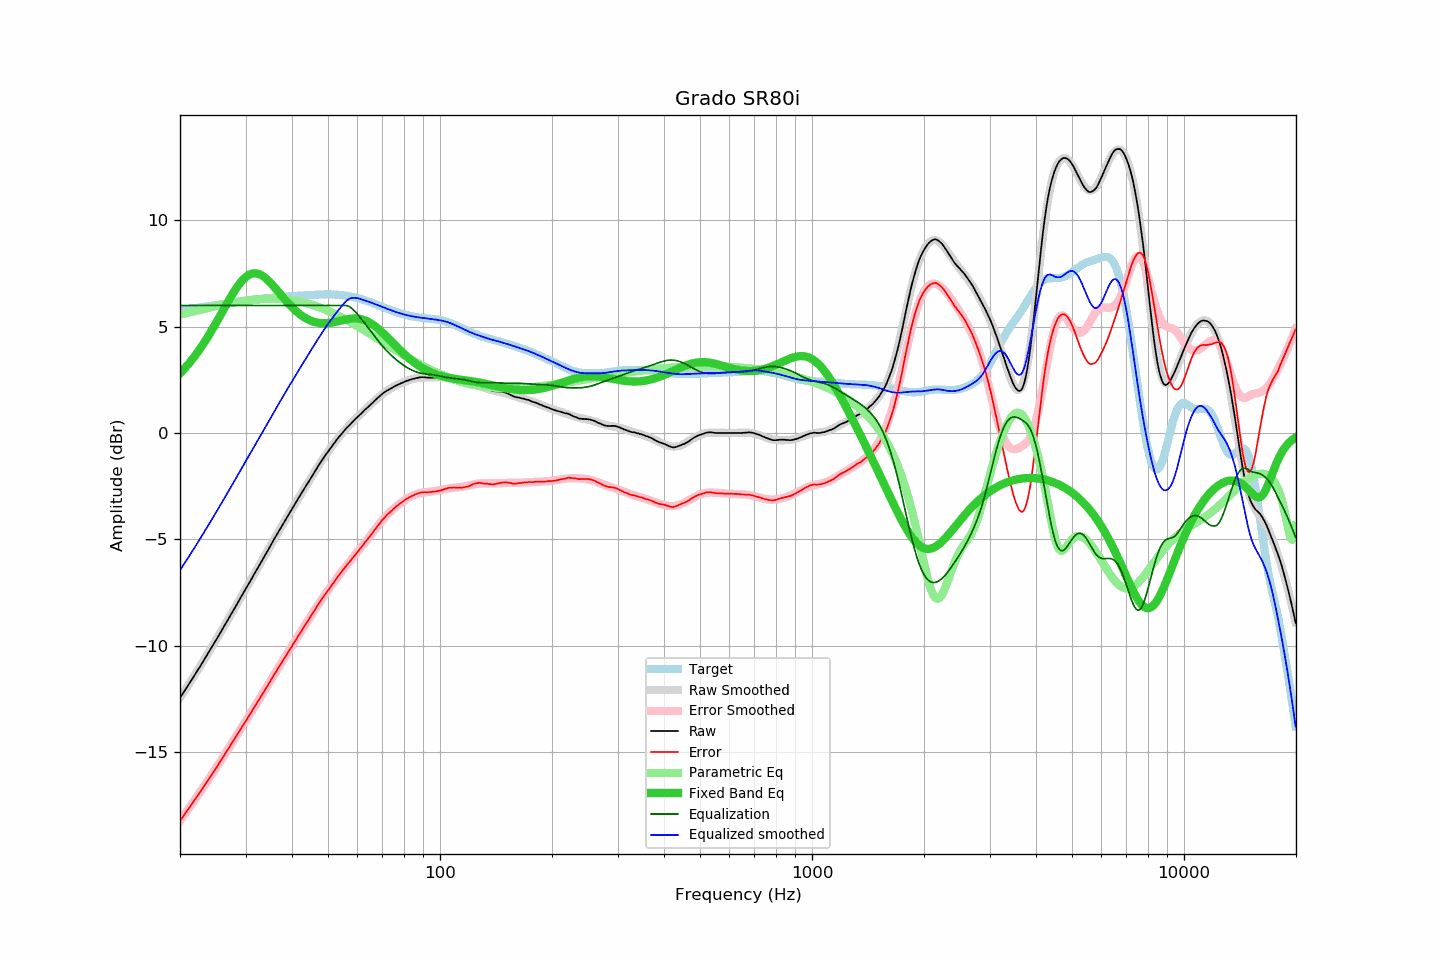 Grado SR80i
Amplitude (dBr)
10
5
0
−5
−10
−15
Target
Raw Smoothed
Error Smoothed
Raw
Error
Parametric Eq
Fixed Band Eq
Equalization
Equalized smoothed
100
1000
10000
Frequency (Hz)